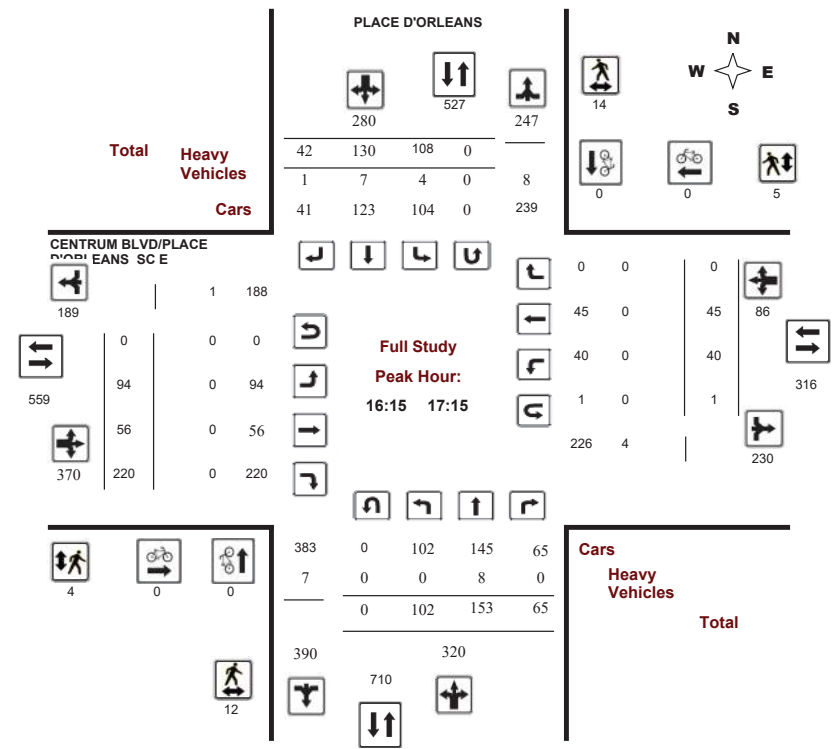 PLACE D'ORLEANS
N
W E
S
527
14
280 247
Total Heavy Vehicles
42 130 108 0
1 7 4 0 8
Cars 41 123 104 0 239
0 0 5
CENTRUM BLVD/PLACE
D'ORLEANS SC E
189 1 188
0 0 0
94 0 94
56 0 56
220 0 220
559
370
Full Study
Peak Hour:
16:15 17:15
0 0 0
45 0 45
40 0 40
1 0 1
226 4
86
316
230
383 0 102 145 65 Cars
7 0 0 8 0 Heavy Vehicles
0 102 153 65 Total
390 320
710
4 0 0
12